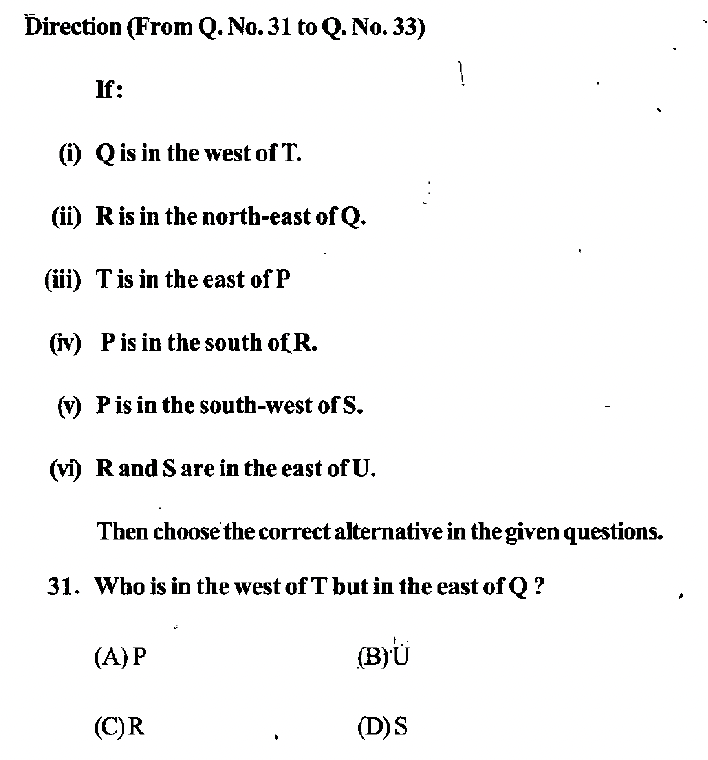 Direction (From Q. No. 31 to Q. No. 33)
If:
(i) Q is in the west of T.
(ii) R is in the north-east of Q.
(iii) T is in the east of P
(iv) P is in the south of R.
(v) P is in the south-west of S.
(vi) R and S are in the east of U.
Then choose the correct alternative in the given questions.
31. Who is in the west of T but in the east of Q ?
(A) P (B) U
(C) R (D) S